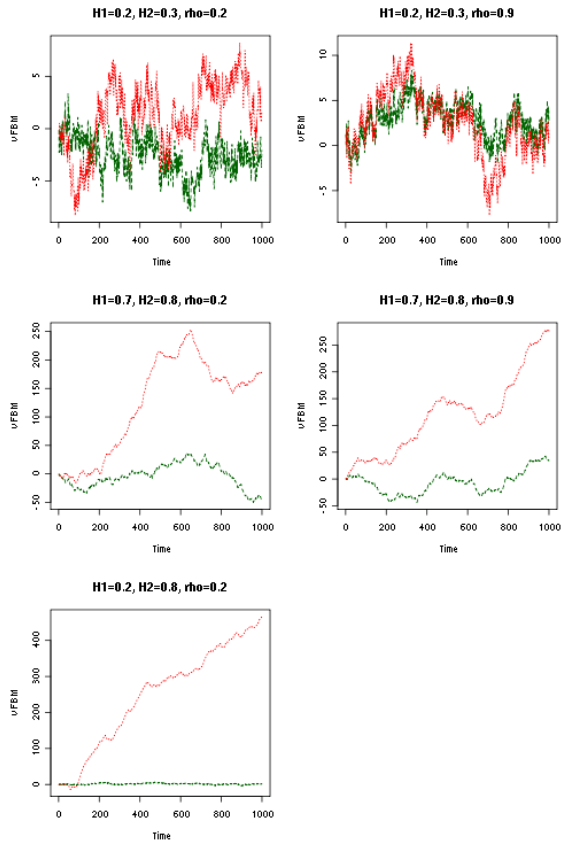 H1=0.2, H2=0.3, rho=0.2
5
0
-5
υFBM
0 200 400 600 800 1000
Time
H1=0.2, H2=0.3, rho=0.9
10
5
0
-5
υFBM
0 200 400 600 800 1000
Time
H1=0.7, H2=0.8, rho=0.2
250
200
150
100
50
0
-50
υFBM
0 200 400 600 800 1000
Time
H1=0.7, H2=0.8, rho=0.9
250
200
150
100
50
0
-50
υFBM
0 200 400 600 800 1000
Time
H1=0.2, H2=0.8, rho=0.2
400
300
200
100
0
υFBM
0 200 400 600 800 1000
Time